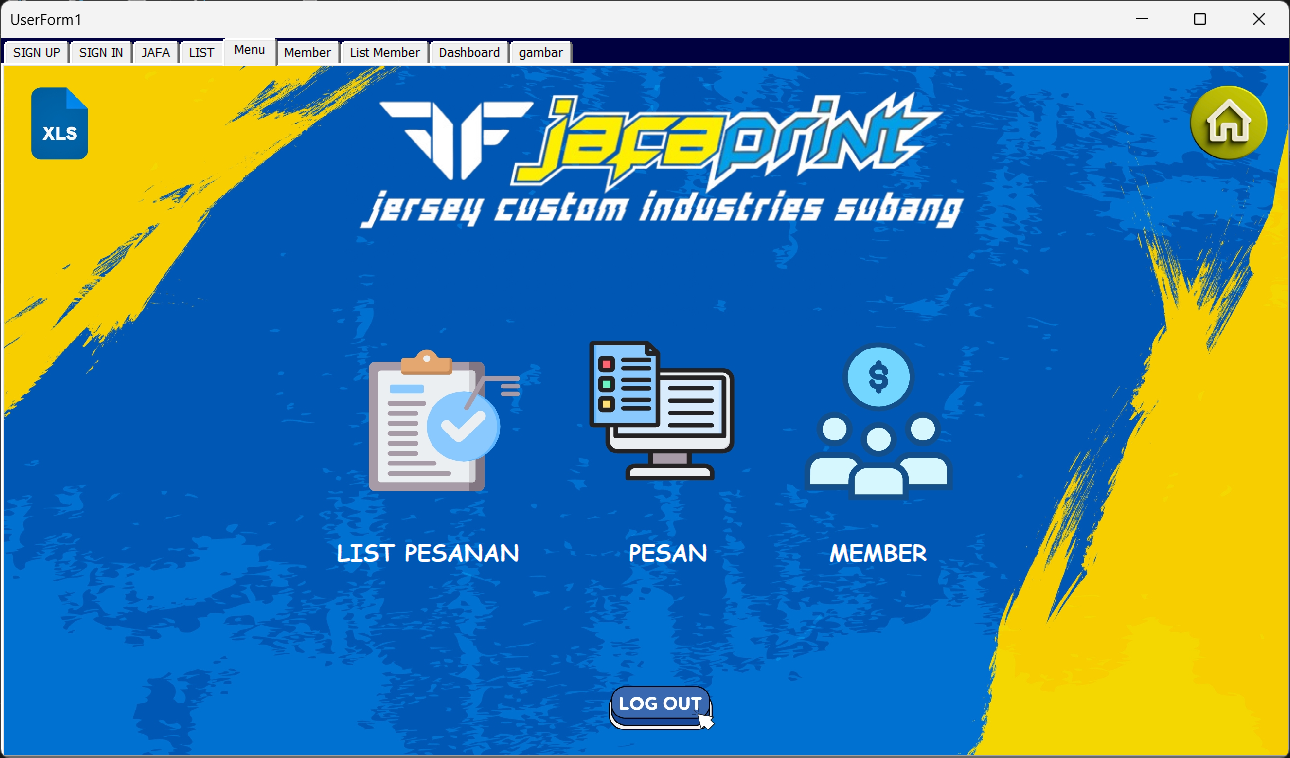 UserForm1
SIGN UP SIGN IN JAFA LIST Menu Member List Member Dashboard gambar
XLS
jafaprint
jersey custom industries subang
$
LIST PESANAN PESAN MEMBER
LOG OUT